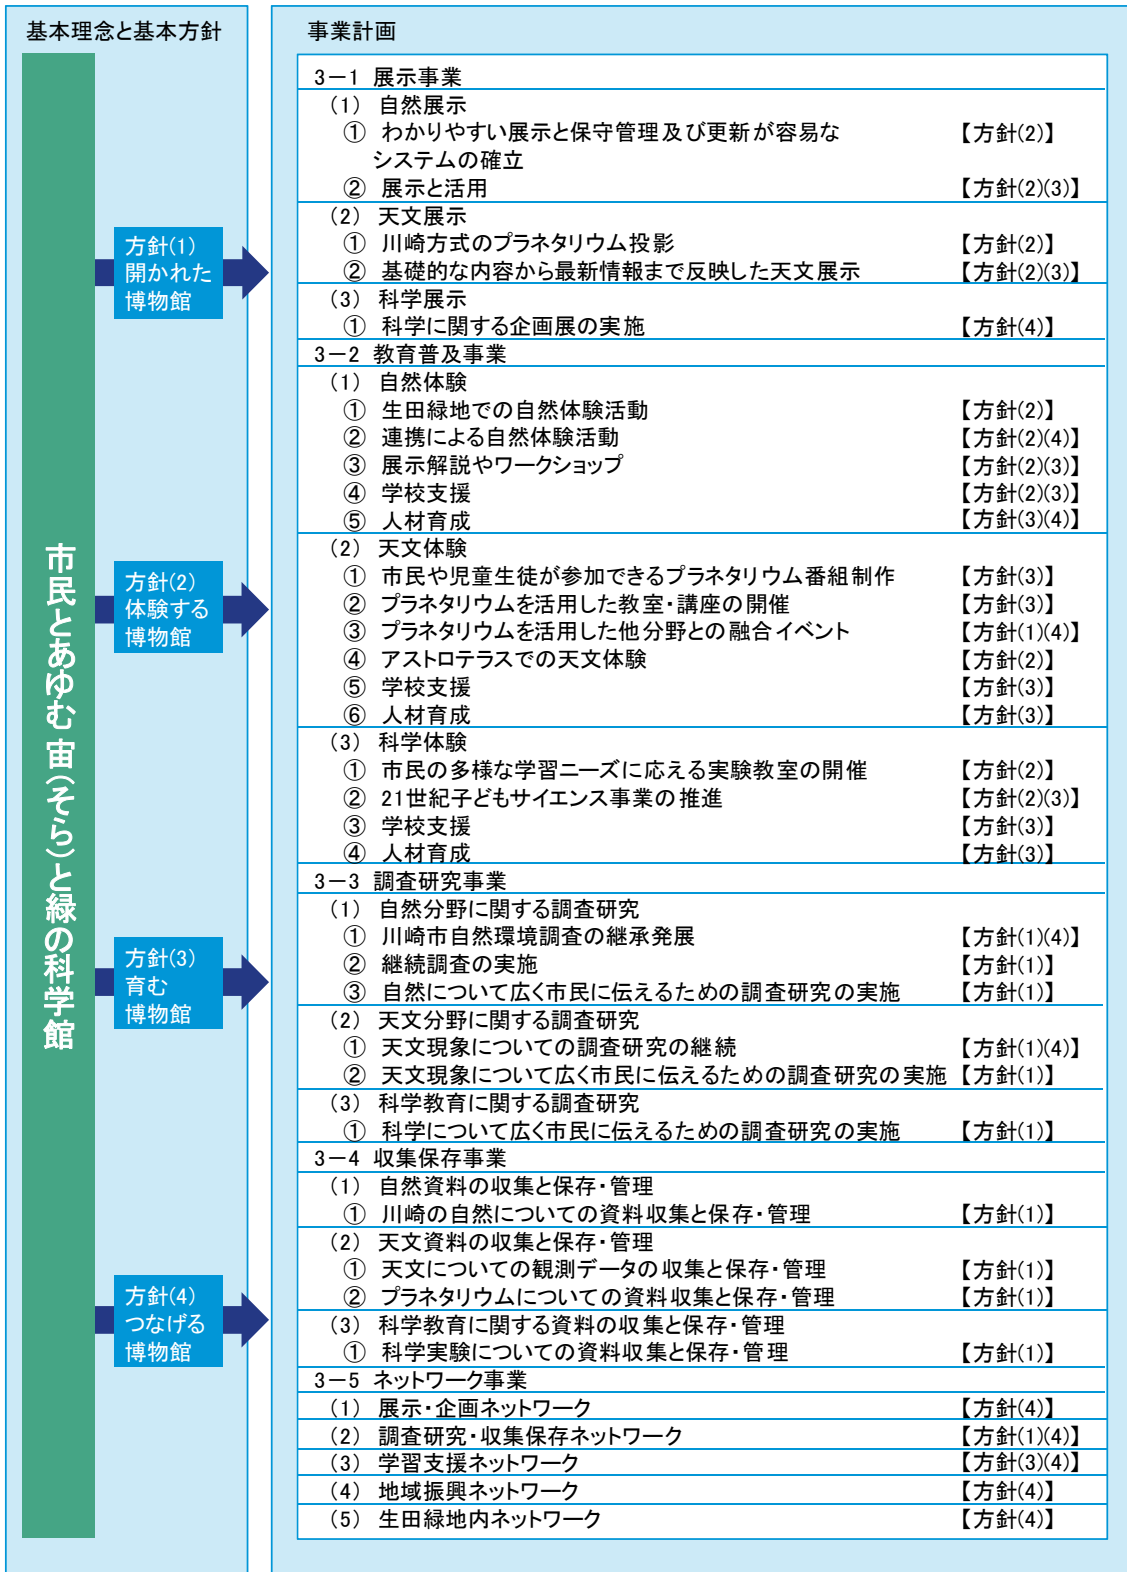 基本理念と基本方針
市民とあゆむ 宙(そら)と緑の科学館
方針(1)
開かれた
博物館
方針(2)
体験する
博物館
方針(3)
育む
博物館
方針(4)
つなげる
博物館
事業計画
3－1 展示事業
(1) 自然展示
① わかりやすい展示と保守管理及び更新が容易な 【方針(2)】
システムの確立
② 展示と活用 【方針(2)(3)】
(2) 天文展示
① 川崎方式のプラネタリウム投影 【方針(2)】
② 基礎的な内容から最新情報まで反映した天文展示 【方針(2)(3)】
(3) 科学展示
① 科学に関する企画展の実施 【方針(4)】
3－2 教育普及事業
(1) 自然体験
① 生田緑地での自然体験活動 【方針(2)】
② 連携による自然体験活動 【方針(2)(4)】
③ 展示解説やワークショップ 【方針(2)(3)】
④ 学校支援 【方針(2)(3)】
⑤ 人材育成 【方針(3)(4)】
(2) 天文体験
① 市民や児童生徒が参加できるプラネタリウム番組制作 【方針(3)】
② プラネタリウムを活用した教室・講座の開催 【方針(3)】
③ プラネタリウムを活用した他分野との融合イベント 【方針(1)(4)】
④ アストロテラスでの天文体験 【方針(2)】
⑤ 学校支援 【方針(3)】
⑥ 人材育成 【方針(3)】
(3) 科学体験
① 市民の多様な学習ニーズに応える実験教室の開催 【方針(2)】
② 21世紀子どもサイエンス事業の推進 【方針(2)(3)】
③ 学校支援 【方針(3)】
④ 人材育成 【方針(3)】
3－3 調査研究事業
(1) 自然分野に関する調査研究
① 川崎市自然環境調査の継承発展 【方針(1)(4)】
② 継続調査の実施 【方針(1)】
③ 自然について広く市民に伝えるための調査研究の実施 【方針(1)】
(2) 天文分野に関する調査研究
① 天文現象についての調査研究の継続 【方針(1)(4)】
② 天文現象について広く市民に伝えるための調査研究の実施 【方針(1)】
(3) 科学教育に関する調査研究
① 科学について広く市民に伝えるための調査研究の実施 【方針(1)】
3－4 収集保存事業
(1) 自然資料の収集と保存・管理
① 川崎の自然についての資料収集と保存・管理 【方針(1)】
(2) 天文資料の収集と保存・管理
① 天文についての観測データの収集と保存・管理 【方針(1)】
② プラネタリウムについての資料収集と保存・管理 【方針(1)】
(3) 科学教育に関する資料の収集と保存・管理
① 科学実験についての資料収集と保存・管理 【方針(1)】
3－5 ネットワーク事業
(1) 展示・企画ネットワーク 【方針(4)】
(2) 調査研究・収集保存ネットワーク 【方針(1)(4)】
(3) 学習支援ネットワーク 【方針(3)(4)】
(4) 地域振興ネットワーク 【方針(4)】
(5) 生田緑地内ネットワーク 【方針(4)】